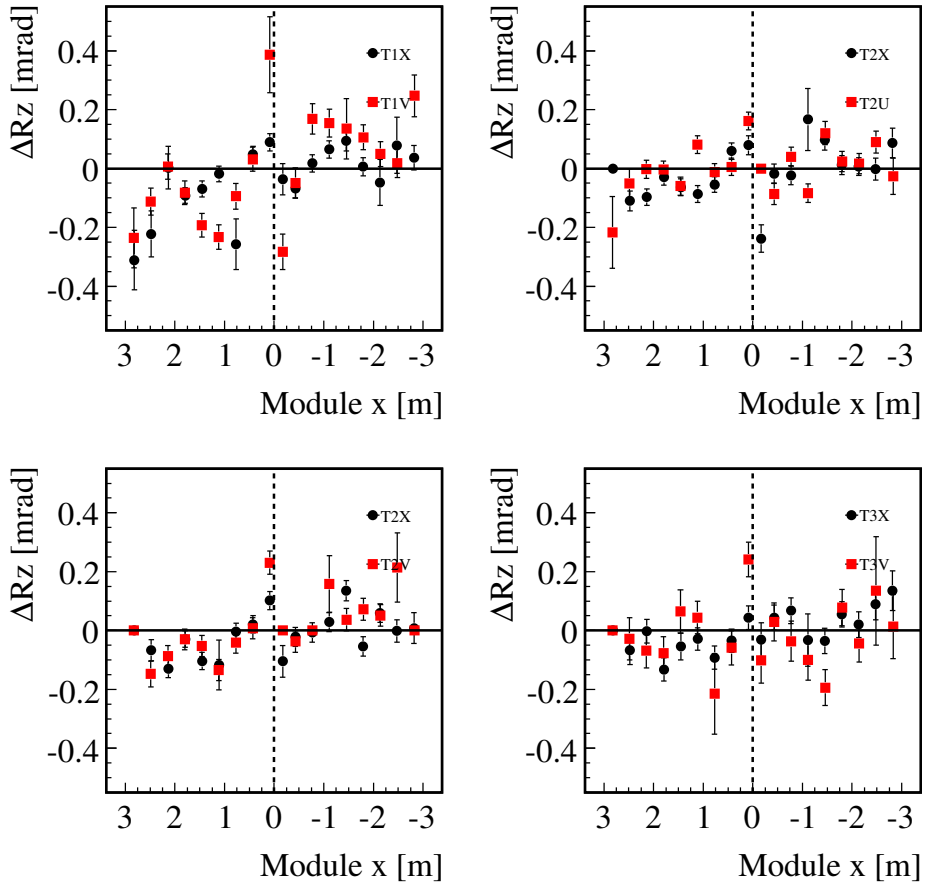 ΔRz [mrad]
0.4
0.2
0
-0.2
-0.4
T1X
T1V
3 2 1 0 -1 -2 -3
Module x [m]
ΔRz [mrad]
0.4
0.2
0
-0.2
-0.4
T2X
T2U
3 2 1 0 -1 -2 -3
Module x [m]
ΔRz [mrad]
0.4
0.2
0
-0.2
-0.4
T2X
T2V
3 2 1 0 -1 -2 -3
Module x [m]
ΔRz [mrad]
0.4
0.2
0
-0.2
-0.4
T3X
T3V
3 2 1 0 -1 -2 -3
Module x [m]